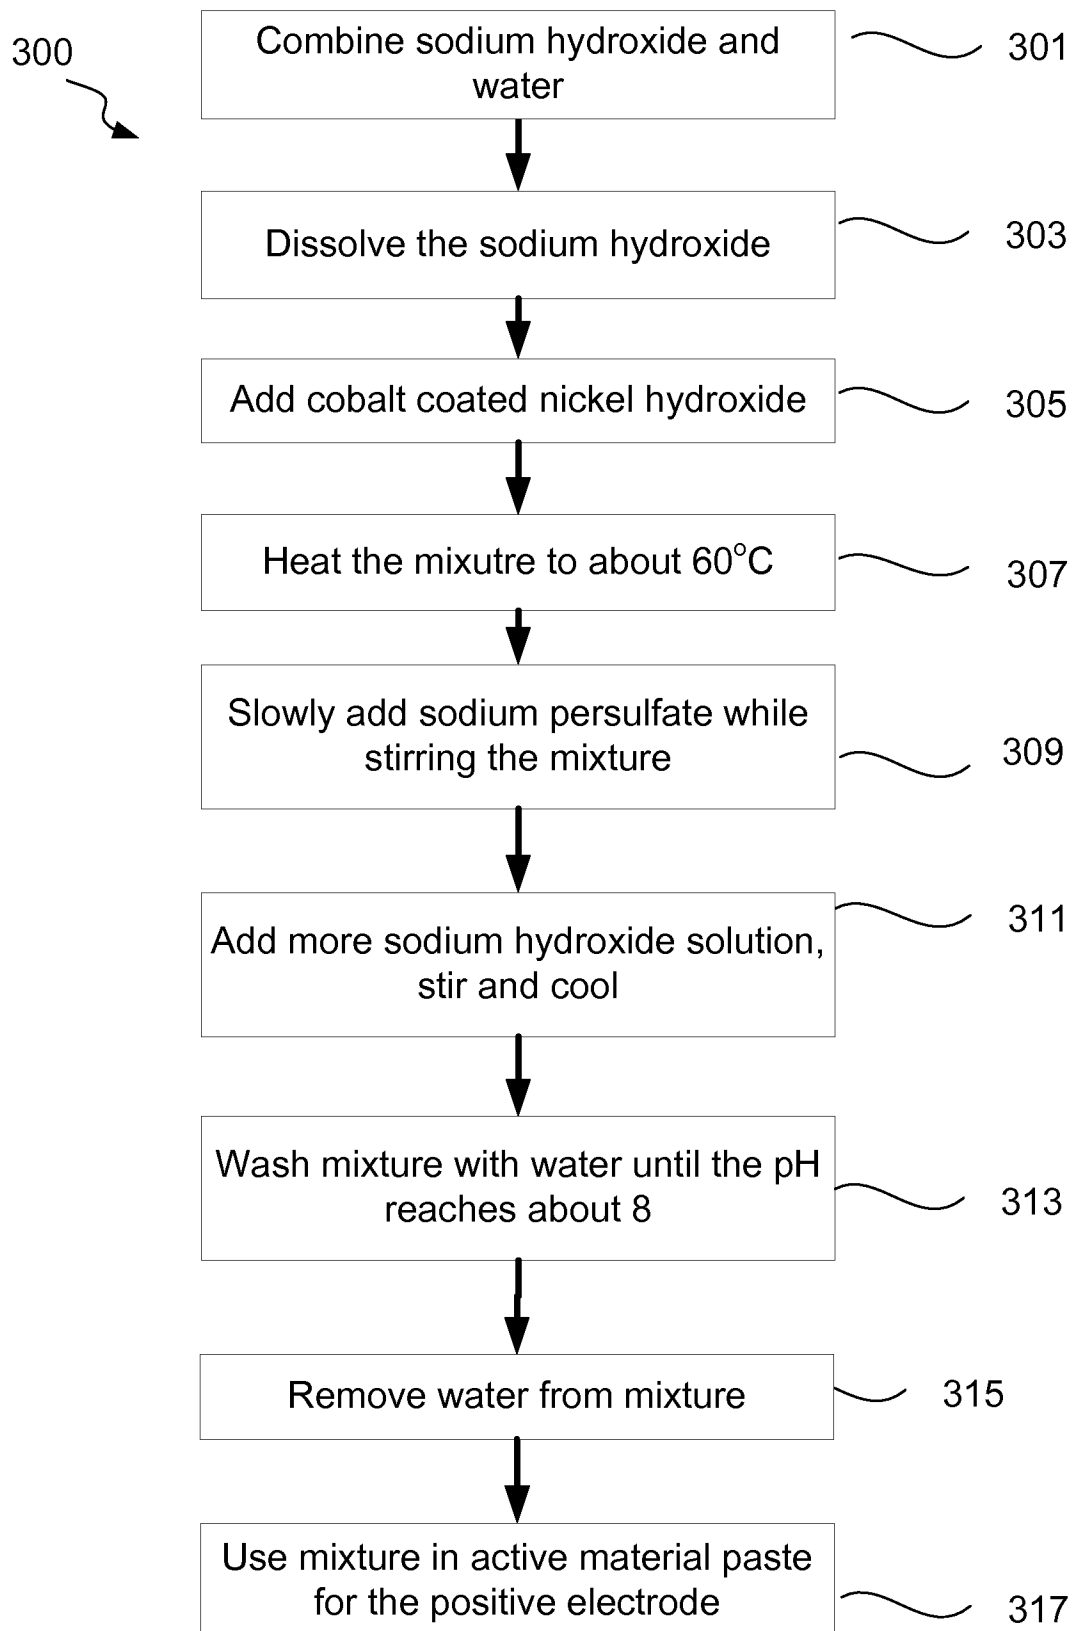 300
Combine sodium hydroxide and
water
301
Dissolve the sodium hydroxide
303
Add cobalt coated nickel hydroxide
305
Heat the mixutre to about 60°C
307
Slowly add sodium persulfate while
stirring the mixture
309
Add more sodium hydroxide solution,
stir and cool
311
Wash mixture with water until the pH
reaches about 8
313
Remove water from mixture
315
Use mixture in active material paste
for the positive electrode
317